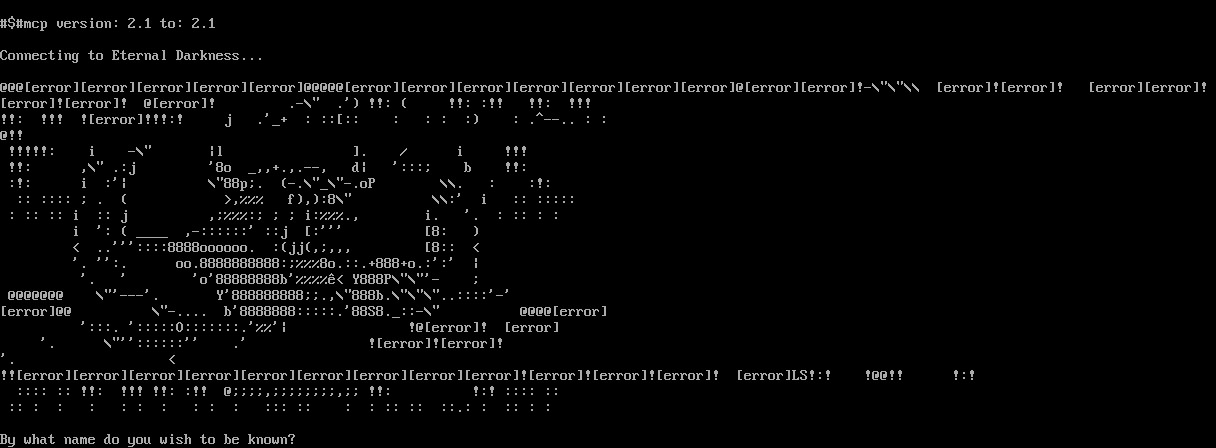 #$#mcp version: 2.1 to: 2.1
Connecting to Eternal Darkness...
@@@[error][error][error][error][error]@@@@@[error][error][error][error][error][error][error]@[error][error]!-\"\"\\  [error]![error]!   [error][error]!
[error]![error]!  @[error]!         .-\"  .') !!: (     !!: :!!   !!:  !!!
!!:  !!!  ![error]!!!:!     j   .'_+  : ::[::    :   : :  :)    : .^--.. : :
@!!
 !!!!!:    i    -\"       ¦l                ].    /      i     !!!
 !!:      ,\" .:j         '8o  _,,+.,.--,   d¦   ':::;    b    !!:
 :!:      i  :'¦          \"88p;.  (-.\"_\"-.oP        \\.   :    :!:
  :: :::: ; .  (            >,%%%   f),):8\"          \\:'  i   :: :::::
 : :: :: i  :: j          ,;%%%:; ; ; i:%%%.,        i.   '.  : :: : :
         i  ': ( ____  ,-::::::' ::j  [:'''          [8:   )
         <  ..'''::::8888oooooo.  :(jj(,;,,,         [8::  <
         '. '':.      oo.8888888888:;%%%8o.::.+888+o.:':'  ¦
          '.   '        'o'88888888b'%%%%ê< Y888P\"\"'-    ;
 @@@@@@@    \"'---'.       Y'888888888;;.,\"888b.\"\"\"..::::'-'
[error]@@          \"-....  b'8888888:::::.'88S8._::-\"          @@@@[error]
          ':::. ':::::O:::::::.'%%'¦               !@[error]!  [error]
     '.      \"''::::::''    .'               ![error]![error]!
'.                   <
!![error][error][error][error][error][error][error][error][error]![error][error]![error]!  [error]LS!:!    !@@!!      !:!
  :::: :: !!:  !!! !!: :!!  @;;;;,;;;;;;;;,;; !!:          !:! :::: ::
 :: :  :   :   : :  :   : :  :   ::: ::    :  : :: ::  ::.: :  :: : :
By what name do you wish to be known?